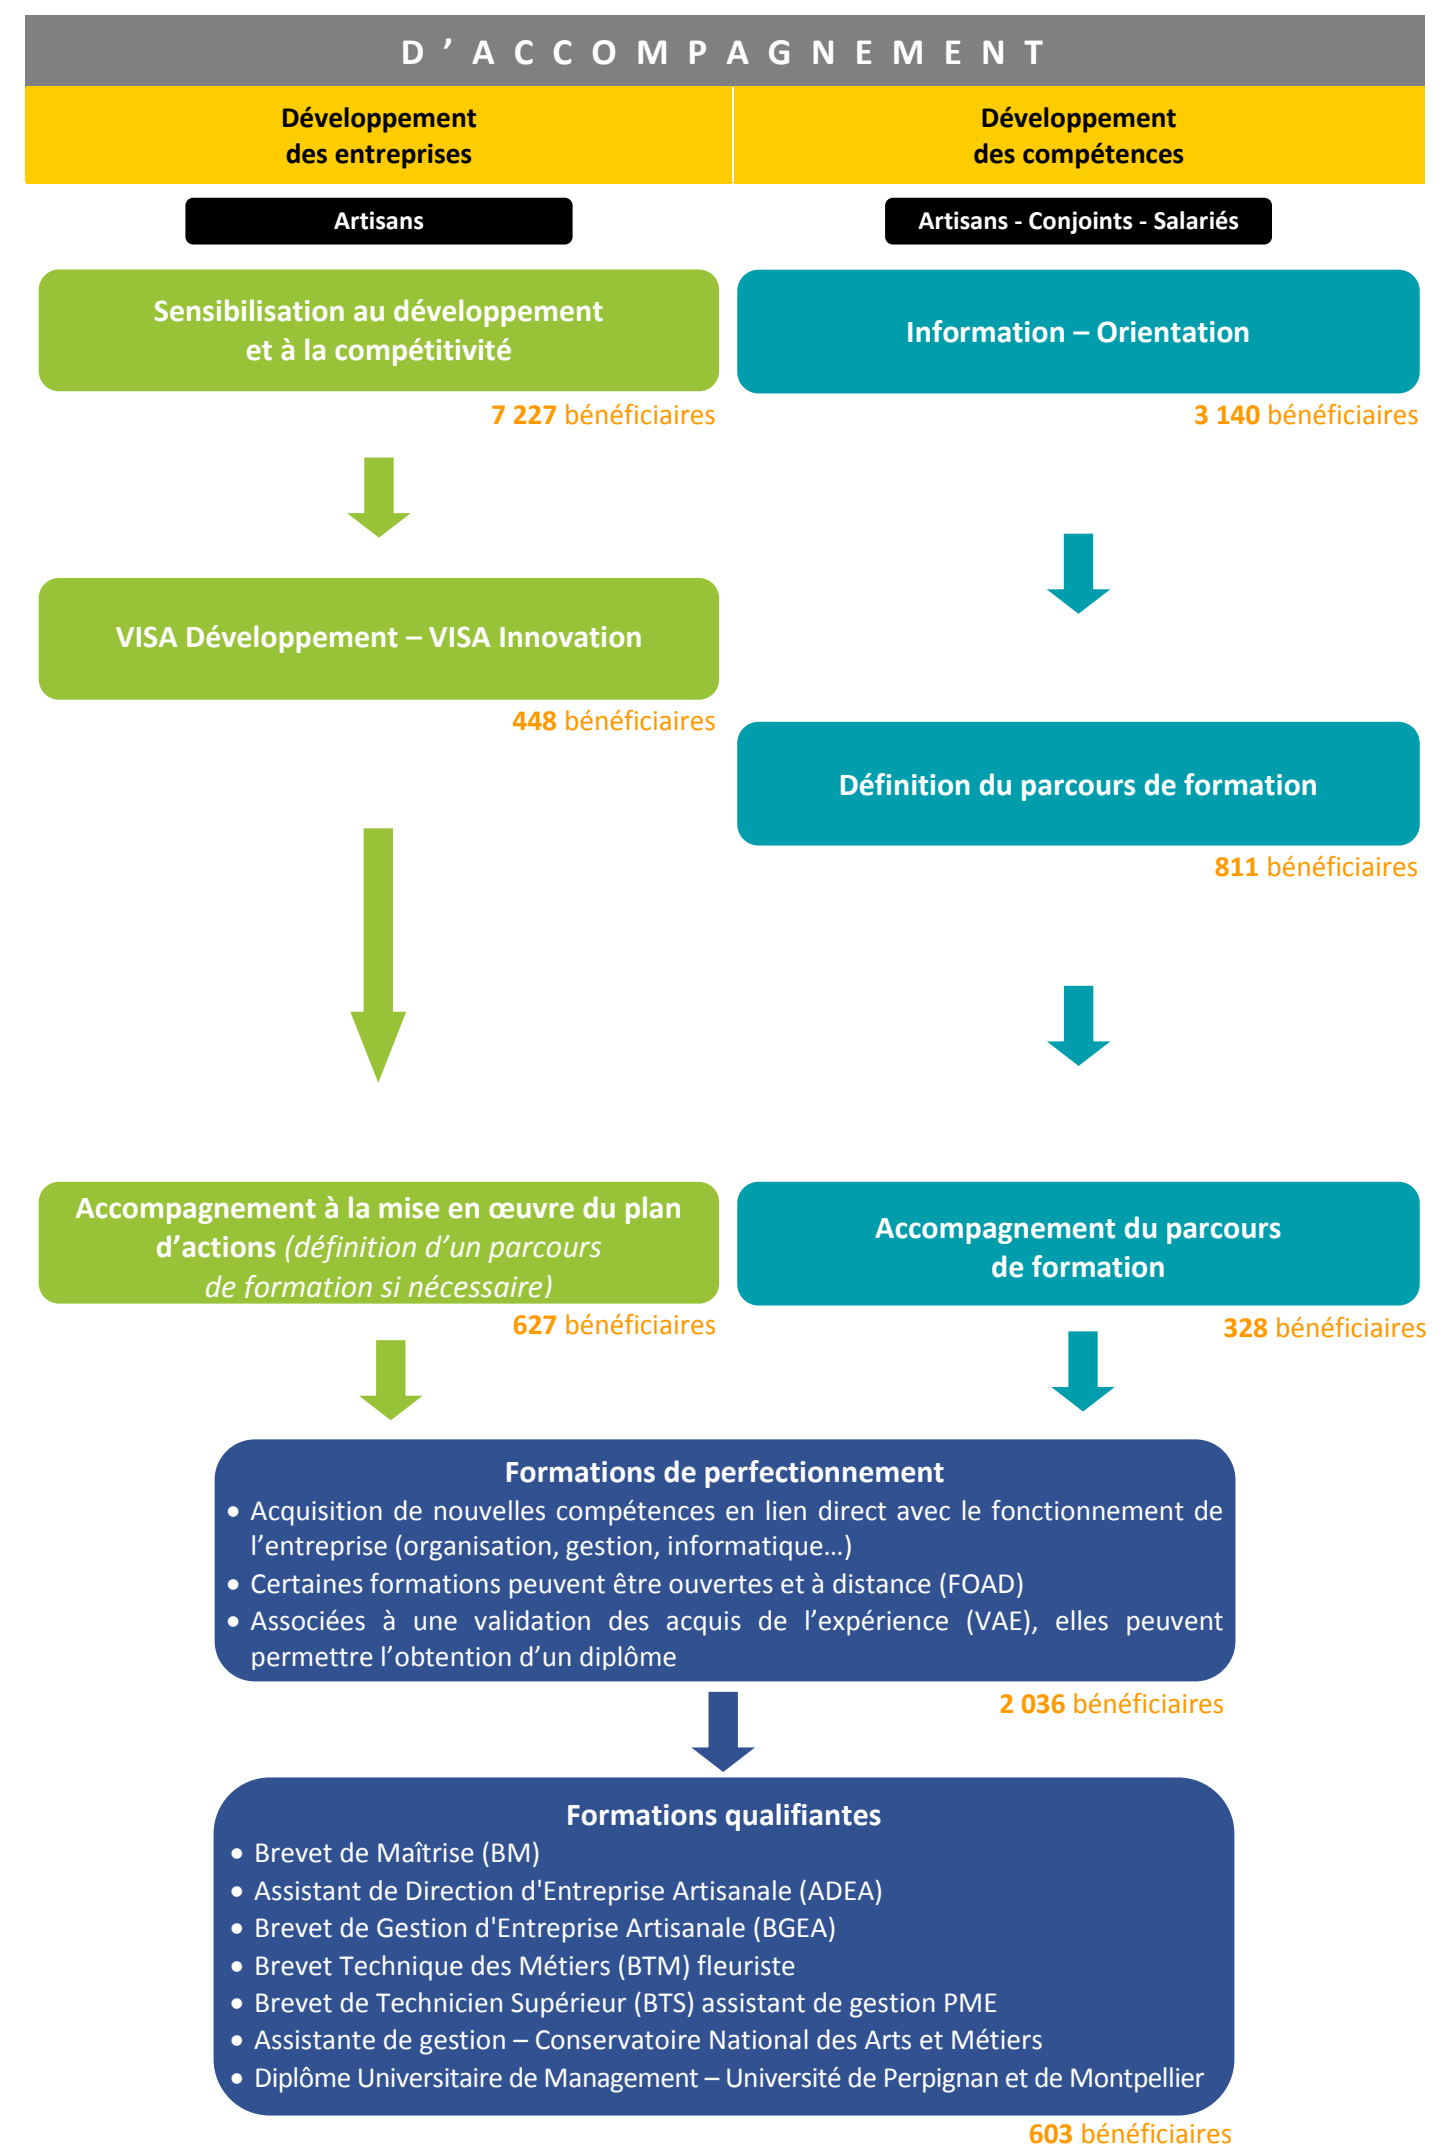 D’ACCOMPAGNEMENT
Développement
des entreprises
Artisans
Sensibilisation au développement
et à la compétitivité
7 227 bénéficiaires
VISA Développement – VISA Innovation
448 bénéficiaires
Accompagnement à la mise en œuvre du plan
d’actions (définition d’un parcours
de formation si nécessaire)
627 bénéficiaires
Développement
des compétences
Artisans - Conjoints - Salariés
Information – Orientation
3 140 bénéficiaires
Définition du parcours de formation
811 bénéficiaires
Accompagnement du parcours
de formation
328 bénéficiaires
Formations de perfectionnement
• Acquisition de nouvelles compétences en lien direct avec le fonctionnement de
l’entreprise (organisation, gestion, informatique…)
• Certaines formations peuvent être ouvertes et à distance (FOAD)
• Associées à une validation des acquis de l’expérience (VAE), elles peuvent
permettre l’obtention d’un diplôme
2 036 bénéficiaires
Formations qualifiantes
• Brevet de Maîtrise (BM)
• Assistant de Direction d'Entreprise Artisanale (ADEA)
• Brevet de Gestion d'Entreprise Artisanale (BGEA)
• Brevet Technique des Métiers (BTM) fleuriste
• Brevet de Technicien Supérieur (BTS) assistant de gestion PME
• Assistante de gestion – Conservatoire National des Arts et Métiers
• Diplôme Universitaire de Management – Université de Perpignan et de Montpellier
603 bénéficiaires